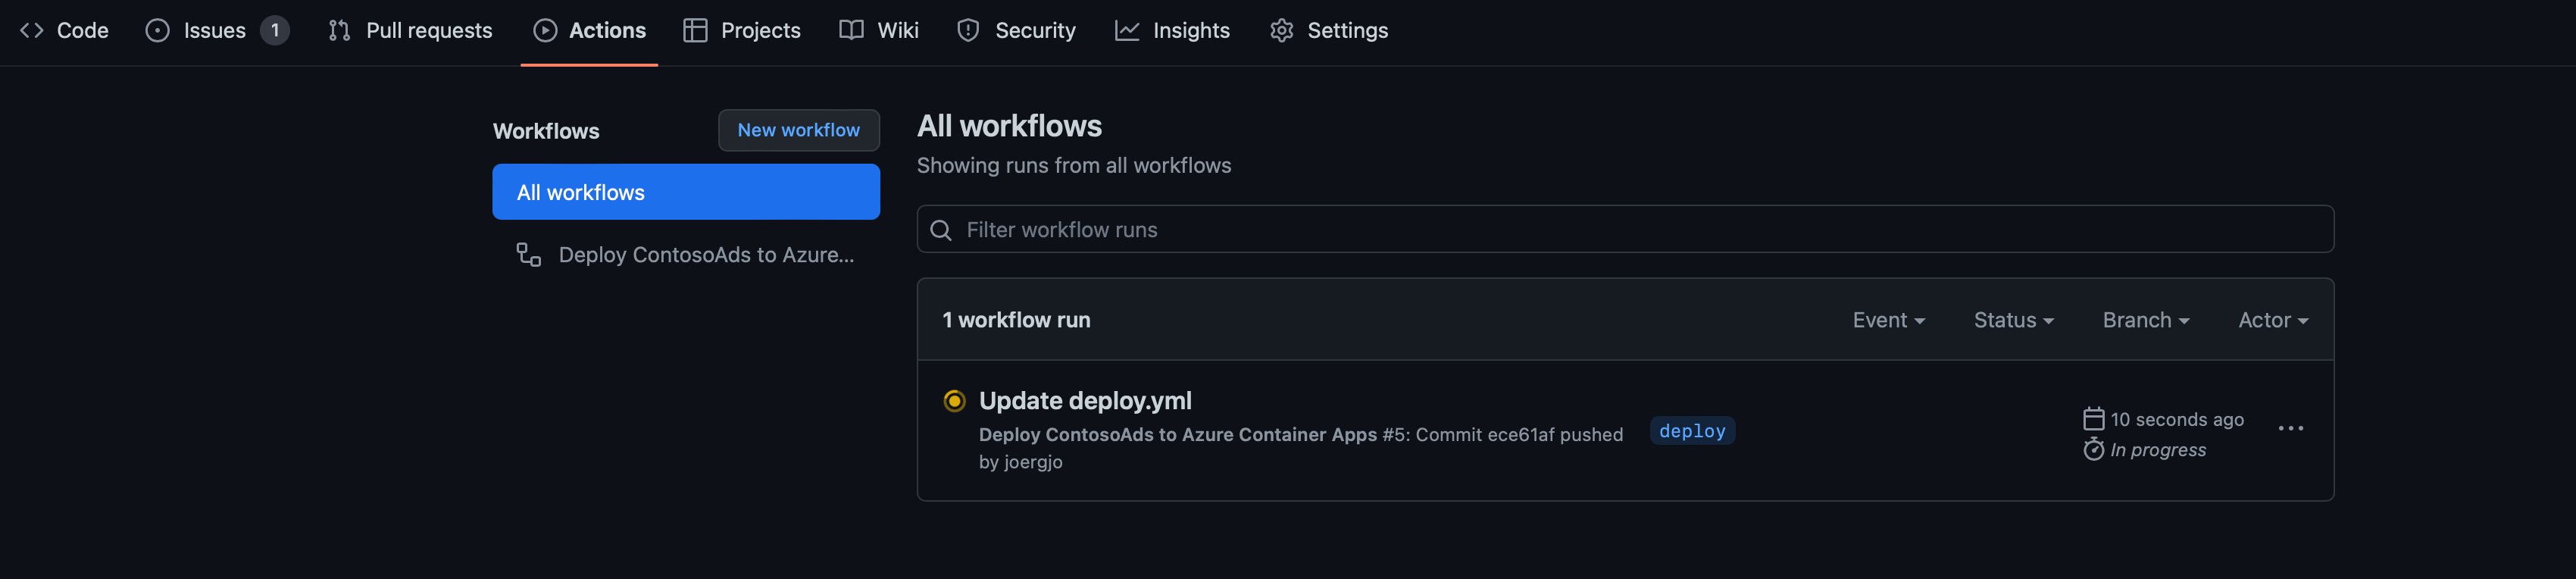 Code Issues 1 Pull requests Actions Projects Wiki Security Insights Settings
Workflows New workflow
All workflows
Deploy ContosoAds to Azure...
All workflows
Showing runs from all workflows
Filter workflow runs
1 workflow run Event Status Branch Actor
Update deploy.yml
Deploy ContosoAds to Azure Container Apps #5: Commit ece61af pushed
by joergjo
deploy
10 seconds ago
In progress